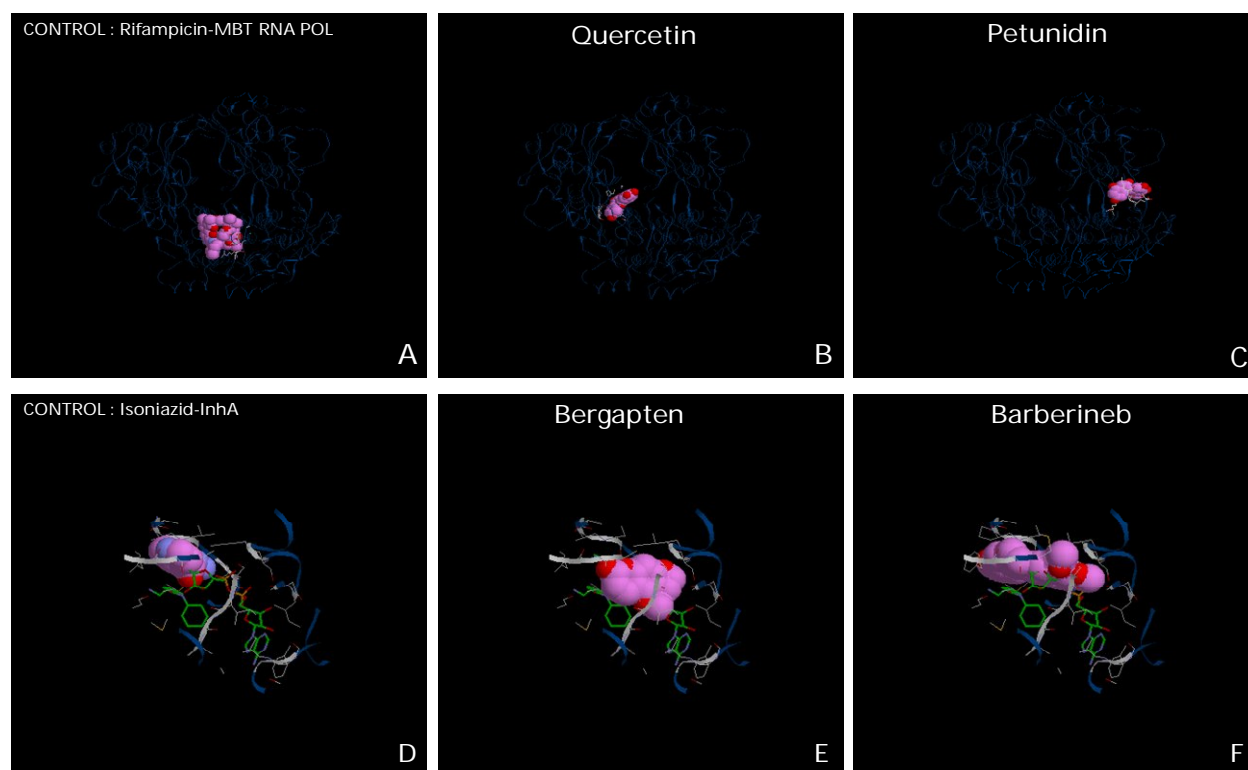 CONTROL : Rifampicin-MBT RNA POL
A
Quercetin
B
Petunidin
C
CONTROL : Isoniazid-InhA
D
Bergapten
E
Barberineb
F